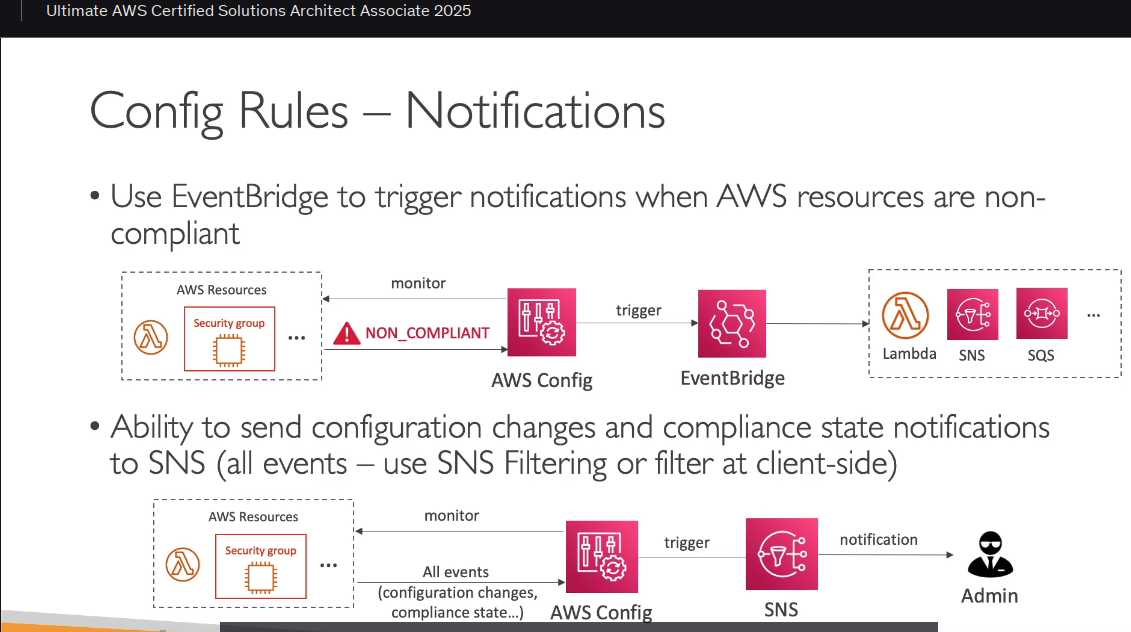 Ultimate AWS Certified Solutions Architect Associate 2025
Config Rules – Notifications
• Use EventBridge to trigger notifications when AWS resources are non-
compliant
AWS Resources
Security group
...
monitor
NON_COMPLIANT
AWS Config
trigger
EventBridge
Lambda
SNS
SQS
...
• Ability to send configuration changes and compliance state notifications
to SNS (all events – use SNS Filtering or filter at client-side)
AWS Resources
Security group
...
monitor
All events
(configuration changes,
compliance state...)
AWS Config
trigger
SNS
notification
Admin